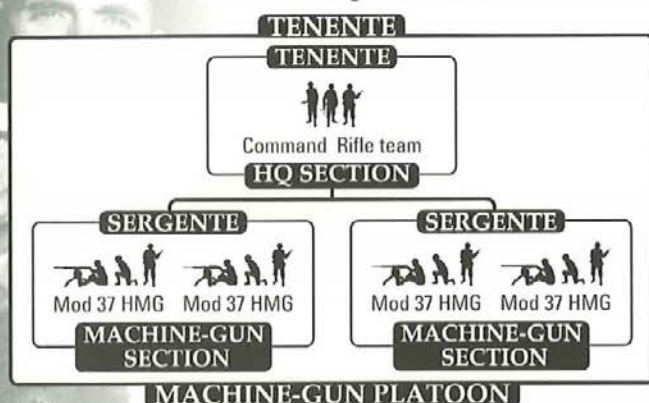 TENENTE
TENENTE
Command Rifle team
HQ SECTION
SERGENTE SERGENTE
Mod 37 HMG Mod 37 HMG Mod 37 HMG Mod 37 HMG
MACHINE-GUN SECTION
MACHINE-GUN SECTION
MACHINE-GUN PLATOON